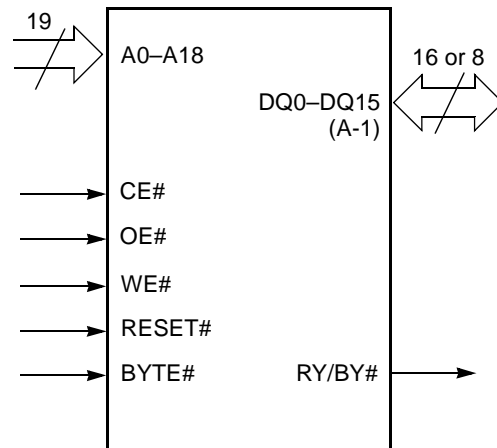 19
A0–A18
16 or 8
DQ0–DQ15
(A-1)
CE#
OE#
WE#
RESET#
BYTE# RY/BY#